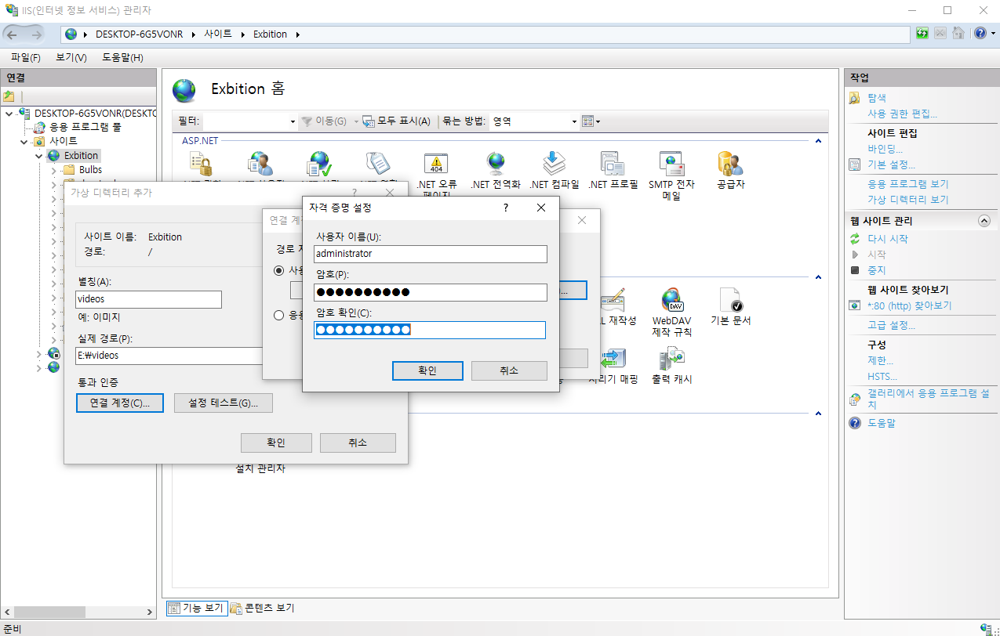 IIS(인터넷 정보 서비스) 관리자
DESKTOP-6G5VONR
사이트
Exbition
파일(F)
보기(V)
도움말(H)
연결
DESKTOP-6G5VONR(DESKTO
응용 프로그램 풀
사이트
Exbition
Bulbs
Exbition 홈
필터:
이동(G)
모두 표시(A)
묶는 방법:
영역
ASP.NET
.NET 오류
페이지
.NET 전역화
.NET 컴파일
.NET 프로필
SMTP 전자
메일
공급자
재작성
WebDAV
제작 규칙
기본 문서
매핑
출력 캐시
설치 관리자
가상 디렉터리 추가
?
사이트 이름:
Exbition
경로:
/
별칭(A):
videos
예: 이미지
실제 경로(P):
E:₩videos
통과 인증
연결 계정(C)...
설정 테스트(G)...
확인
취소
연결
경로
자격 증명 설정
?
사용자 이름(U):
administrator
암호(P):
●●●●●●●●●●
암호 확인(C):
●●●●●●●●●●
확인
취소
기능 보기
콘텐츠 보기
작업
탐색
사용 권한 편집...
사이트 편집
바인딩...
기본 설정...
응용 프로그램 보기
가상 디렉터리 보기
웹 사이트 관리
다시 시작
시작
중지
웹 사이트 찾아보기
*:80 (http) 찾아보기
고급 설정...
구성
제한...
HSTS...
갤러리에서 응용 프로그램 설
치
도움말
준비